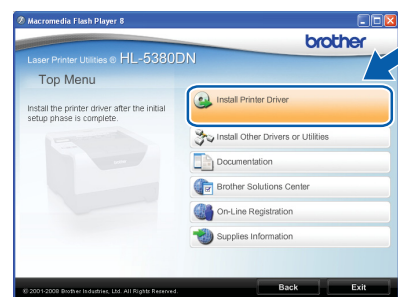 Macromedia Flash Player 8
brother
Laser Printer Utilities ® HL-5380DN
Top Menu
Install the printer driver after the initial
setup phase is complete.
Install Printer Driver
Install Other Drivers or Utilities
Documentation
Brother Solutions Center
On-Line Registration
Supplies Information
© 2001-2008 Brother Industries, Ltd. All Rights Reserved.
Back
Exit